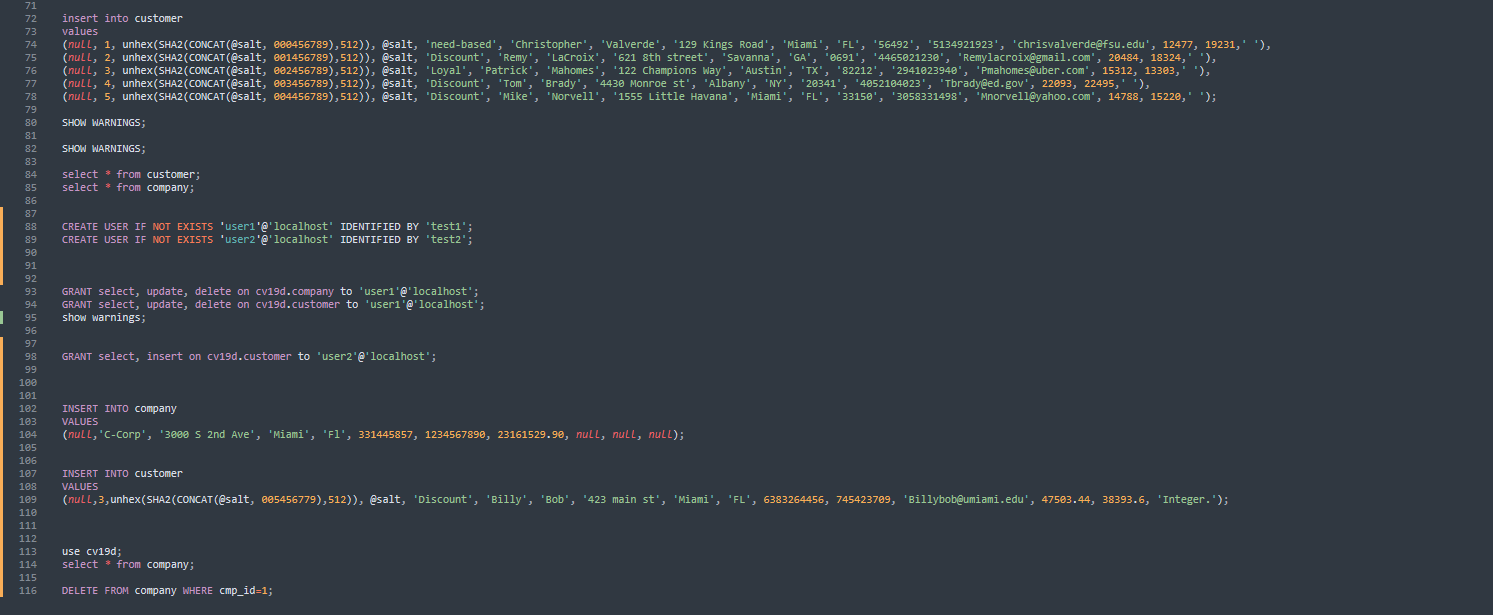 71
72 insert into customer
73 values
74 (null, 1, unhex(SHA2(CONCAT(@salt, 000456789),512)), @salt, 'need-based', 'Christopher', 'Valverde', '129 Kings Road', 'Miami', 'FL', '56492', '5134921923', 'chrisvalverde@fsu.edu', 12477, 19231,' '),
75 (null, 2, unhex(SHA2(CONCAT(@salt, 001456789),512)), @salt, 'Discount', 'Remy', 'LaCroix', '621 8th street', 'Savanna', 'GA', '0691', '4465021230', 'Remylacroix@gmail.com', 20484, 18324,' '),
76 (null, 3, unhex(SHA2(CONCAT(@salt, 002456789),512)), @salt, 'Loyal', 'Patrick', 'Mahomes', '122 Champions Way', 'Austin', 'TX', '82212', '2941023940', 'Pmahomes@uber.com', 15312, 13303,' '),
77 (null, 4, unhex(SHA2(CONCAT(@salt, 003456789),512)), @salt, 'Discount', 'Tom', 'Brady', '4430 Monroe st', 'Albany', 'NY', '20341', '4052104023', 'Tbrady@ed.gov', 22093, 22495,' '),
78 (null, 5, unhex(SHA2(CONCAT(@salt, 004456789),512)), @salt, 'Discount', 'Mike', 'Norvell', '1555 Little Havana', 'Miami', 'FL', '33150', '3058331498', 'Mnorvell@yahoo.com', 14788, 15220,' ');
79
80 SHOW WARNINGS;
81
82 SHOW WARNINGS;
83
84 select * from customer;
85 select * from company;
86
87
88 CREATE USER IF NOT EXISTS 'user1'@'localhost' IDENTIFIED BY 'test1';
89 CREATE USER IF NOT EXISTS 'user2'@'localhost' IDENTIFIED BY 'test2';
90
91
92
93 GRANT select, update, delete on cv19d.company to 'user1'@'localhost';
94 GRANT select, update, delete on cv19d.customer to 'user1'@'localhost';
95 show warnings;
96
97
98 GRANT select, insert on cv19d.customer to 'user2'@'localhost';
99
100
101
102 INSERT INTO company
103 VALUES
104 (null,'C-Corp', '3000 S 2nd Ave', 'Miami', 'Fl', 331445857, 1234567890, 23161529.90, null, null, null);
105
106
107 INSERT INTO customer
108 VALUES
109 (null,3,unhex(SHA2(CONCAT(@salt, 005456779),512)), @salt, 'Discount', 'Billy', 'Bob', '423 main st', 'Miami', 'FL', 6383264456, 745423709, 'Billybob@umiami.edu', 47503.44, 38393.6, 'Integer.');
110
111
112
113 use cv19d;
114 select * from company;
115
116 DELETE FROM company WHERE cmp_id=1;